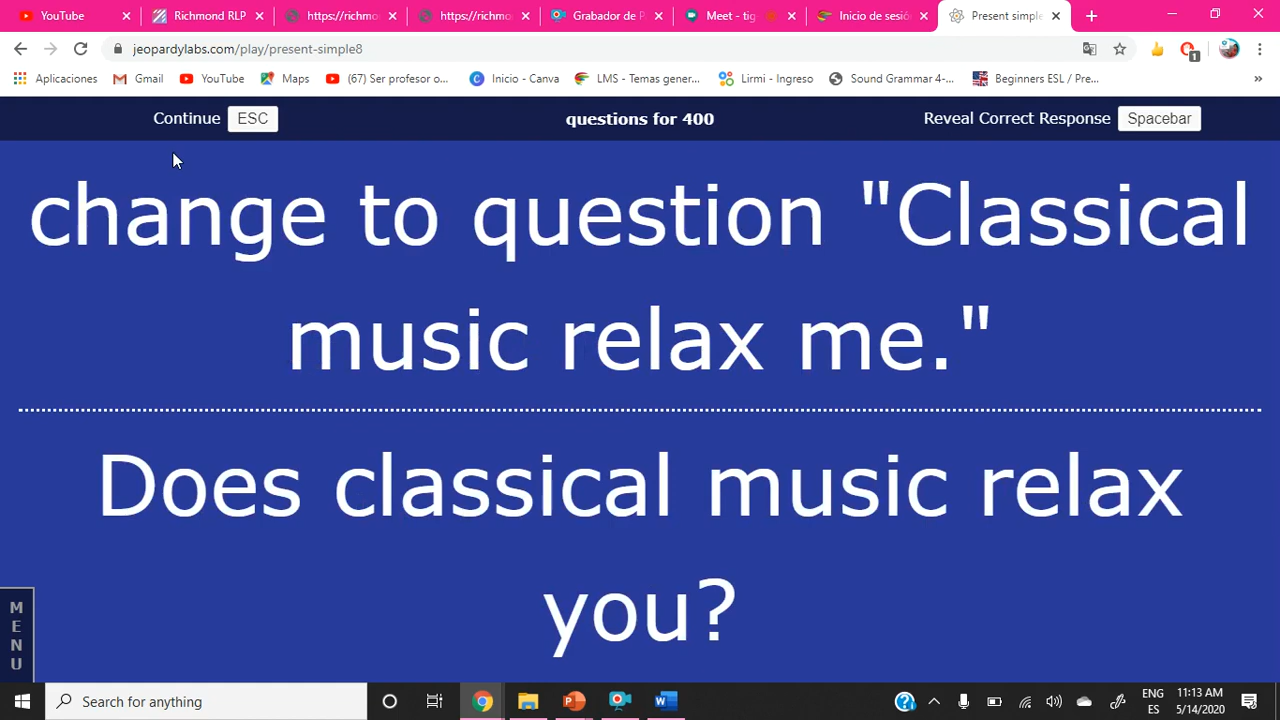 YouTube
Richmond RLP
https://richmo
https://richmo
Grabador de P
Meet - tig
Inicio de sesió
Present simple
jeopardylabs.com/play/present-simple8
Aplicaciones
Gmail
YouTube
Maps
(67) Ser profesor o...
Inicio - Canva
LMS - Temas gener...
Lirmi - Ingreso
Sound Grammar 4-...
Beginners ESL / Pre...
»
Continue ESC
questions for 400
Reveal Correct Response Spacebar
change to question "Classical
music relax me."
Does classical music relax
you?
MENU
Search for anything
ENG
ES
11:13 AM
5/14/2020
1